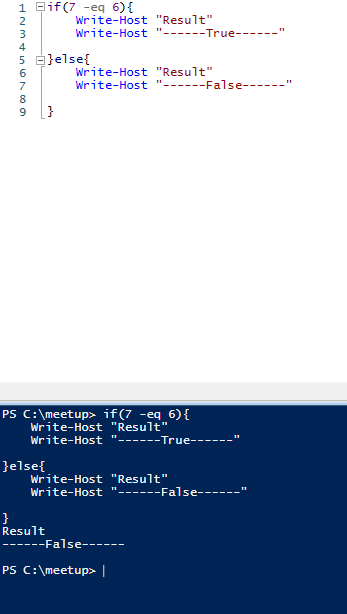 1 if(7 -eq 6){
2     Write-Host "Result"
3     Write-Host "------True------"
4
5 }else{
6     Write-Host "Result"
7     Write-Host "------False------"
8
9 }
PS C:\meetup> if(7 -eq 6){
    Write-Host "Result"
    Write-Host "------True------"
}else{
    Write-Host "Result"
    Write-Host "------False------"
}
Result
------False------
PS C:\meetup>